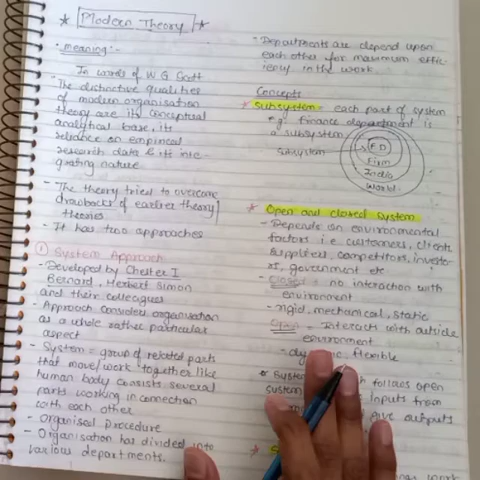 * Modern Theory *
- meaning :-
In words of W.G Scott
"The distinctive qualities
of modern organisation
theory are its conceptual
analytical base, its
reliance on empirical
research data & its inte-
grating nature
- The theory tried to overcome
drawbacks of earlier theory/
theories
- It has two approaches
① System Approach
- Developed by Chester I
Bernard, Herbert Simon
and their colleagues
- Approach considers organisation
as a whole rather particular
aspect
- System = group of related parts
that move/work together like
human body consists several
parts working in connection
with each other
- Organised procedure
- Organisation has divided into
various departments.
- Departments are depend upon
each other for maximum effic-
iency in the work.
Concepts
* Subsystem = each part of system
e.g finance department is
a subsystem
Subsystem
F D
Firm
India
World
* Open and closed system
- Depends on environmental
factors i.e customers, clients
suppliers, competitors, investo-
rs, government etc
- Closed = no interaction with
environment
- rigid, mechanical, static
Open = Interacts with outside
environment
- flexible
follows open
system inputs from
give outputs